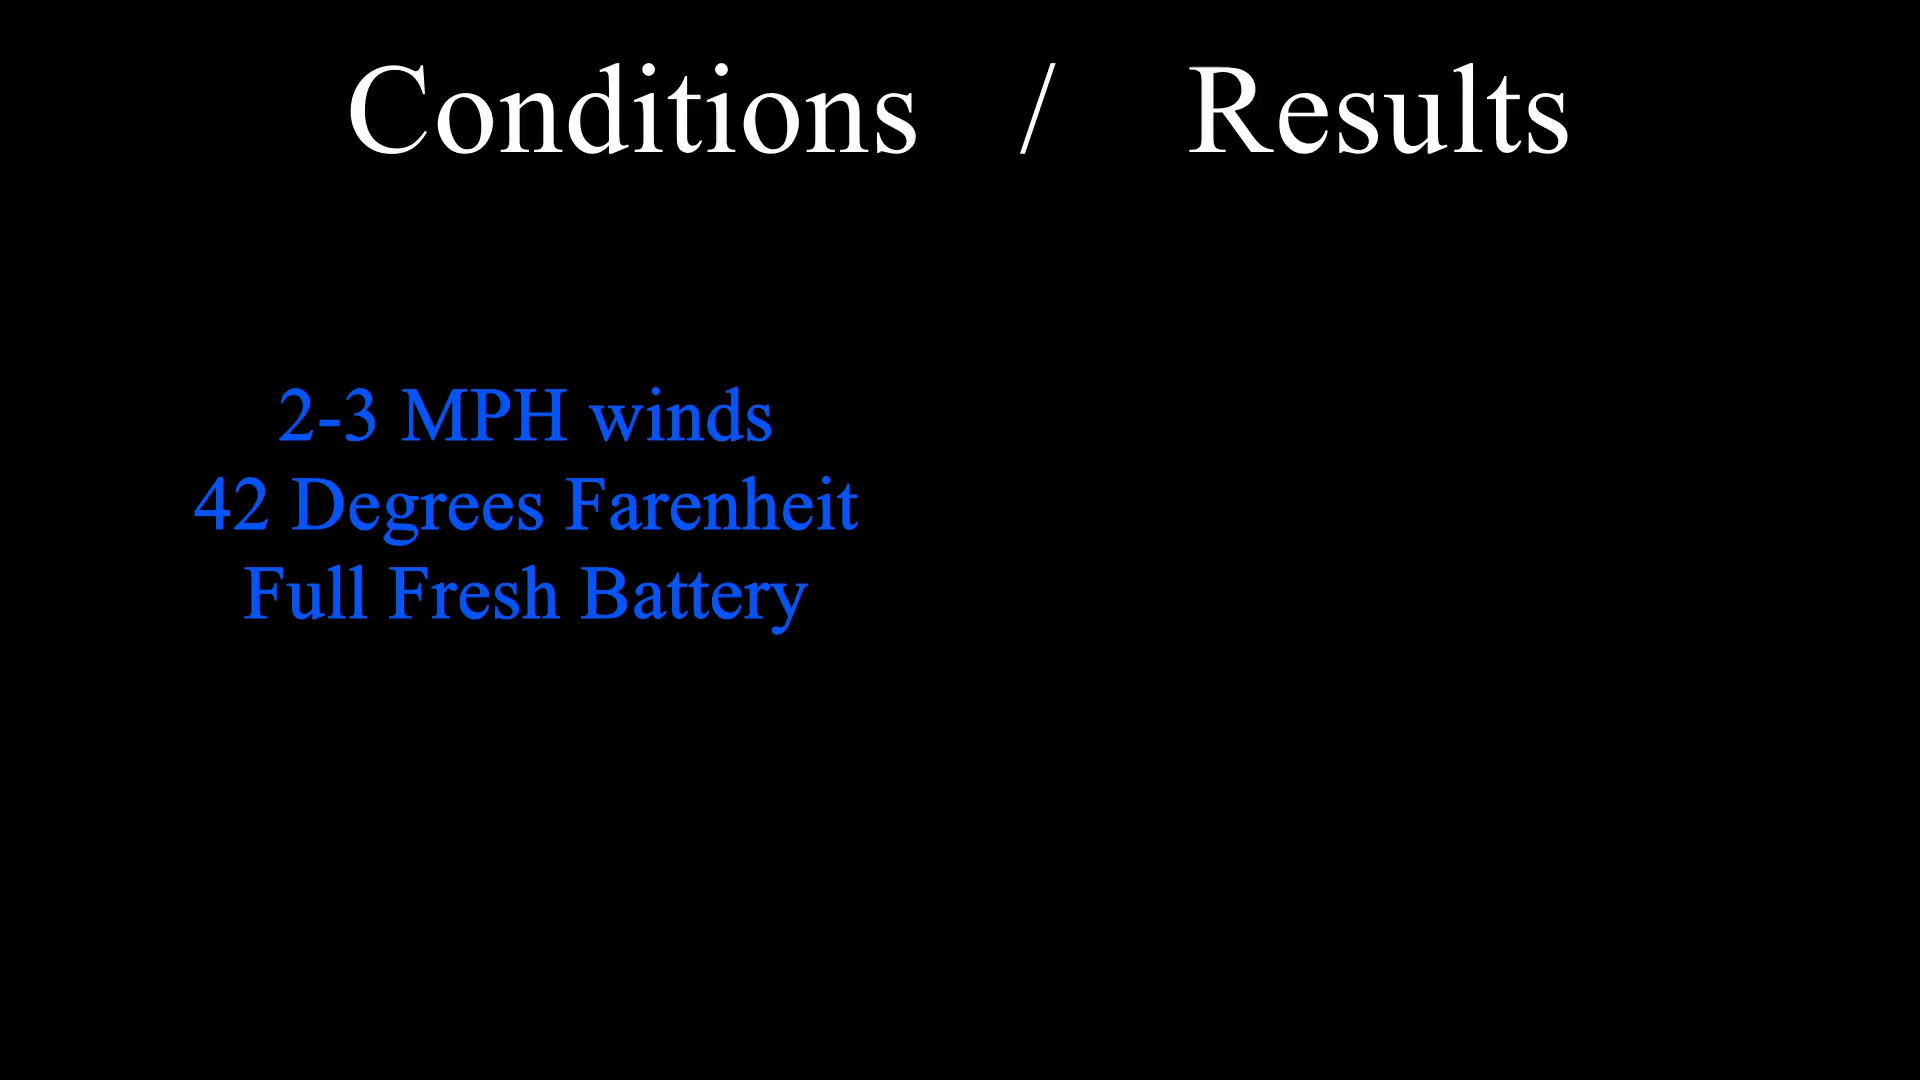 Conditions / Results
2-3 MPH winds
42 Degrees Farenheit
Full Fresh Battery